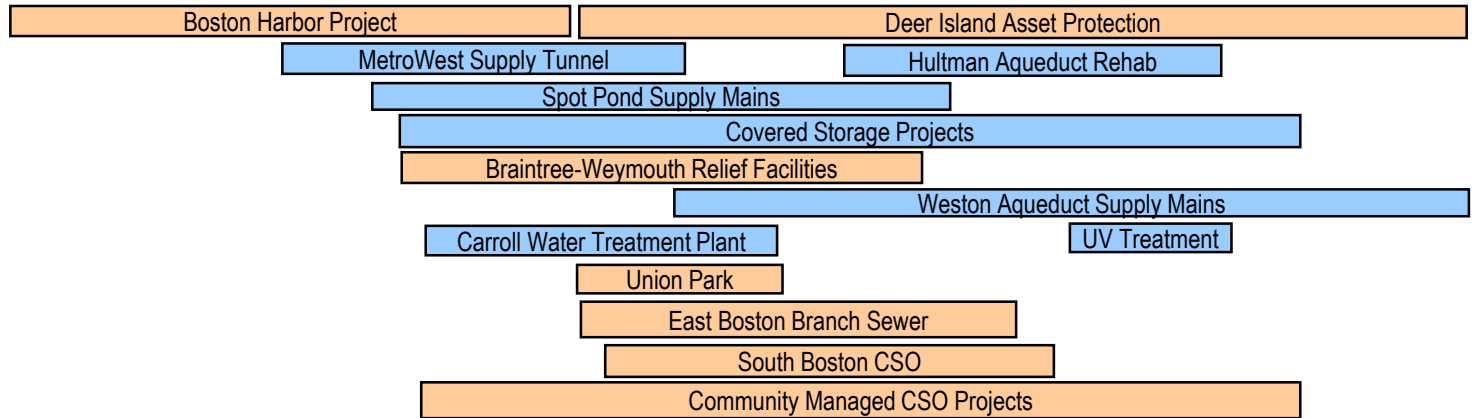 Boston Harbor Project
Deer Island Asset Protection
MetroWest Supply Tunnel
Hultman Aqueduct Rehab
Spot Pond Supply Mains
Covered Storage Projects
Braintree-Weymouth Relief Facilities
Weston Aqueduct Supply Mains
Carroll Water Treatment Plant
UV Treatment
Union Park
East Boston Branch Sewer
South Boston CSO
Community Managed CSO Projects